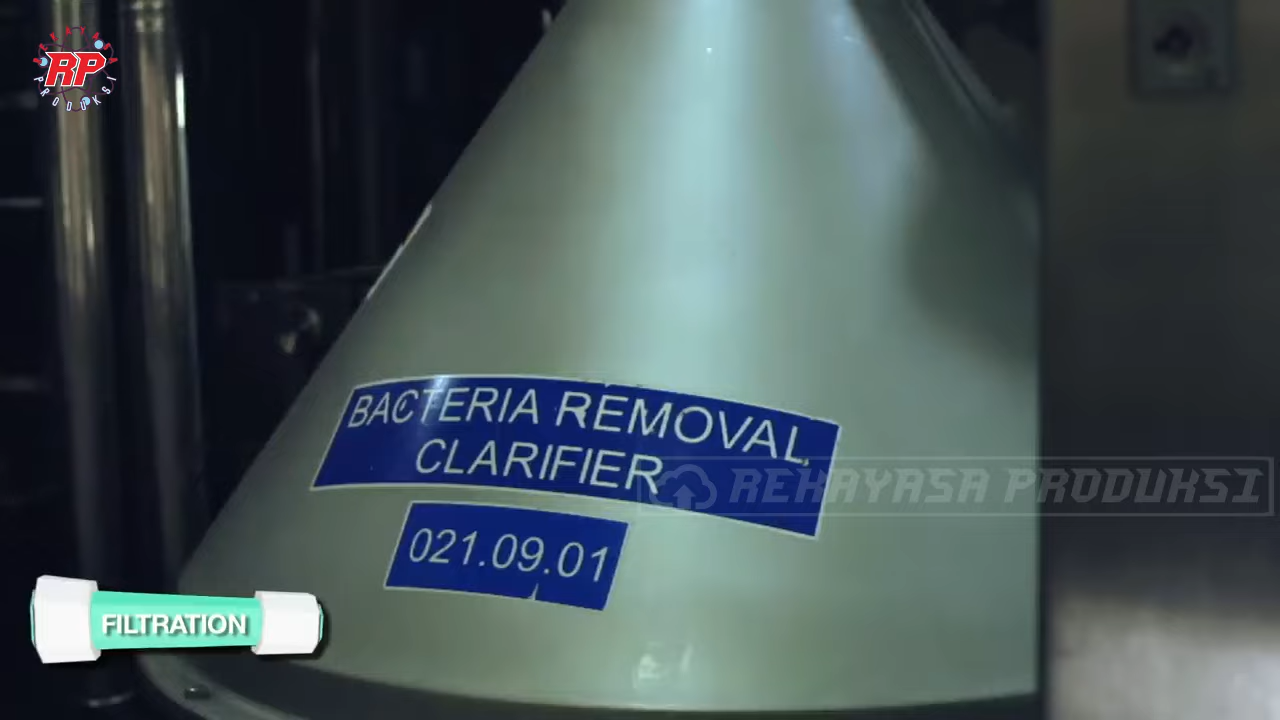 RP
PRODUKSI
BACTERIA REMOVAL
CLARIFIER
REKAYASA PRODUKSI
021.09.01
FILTRATION